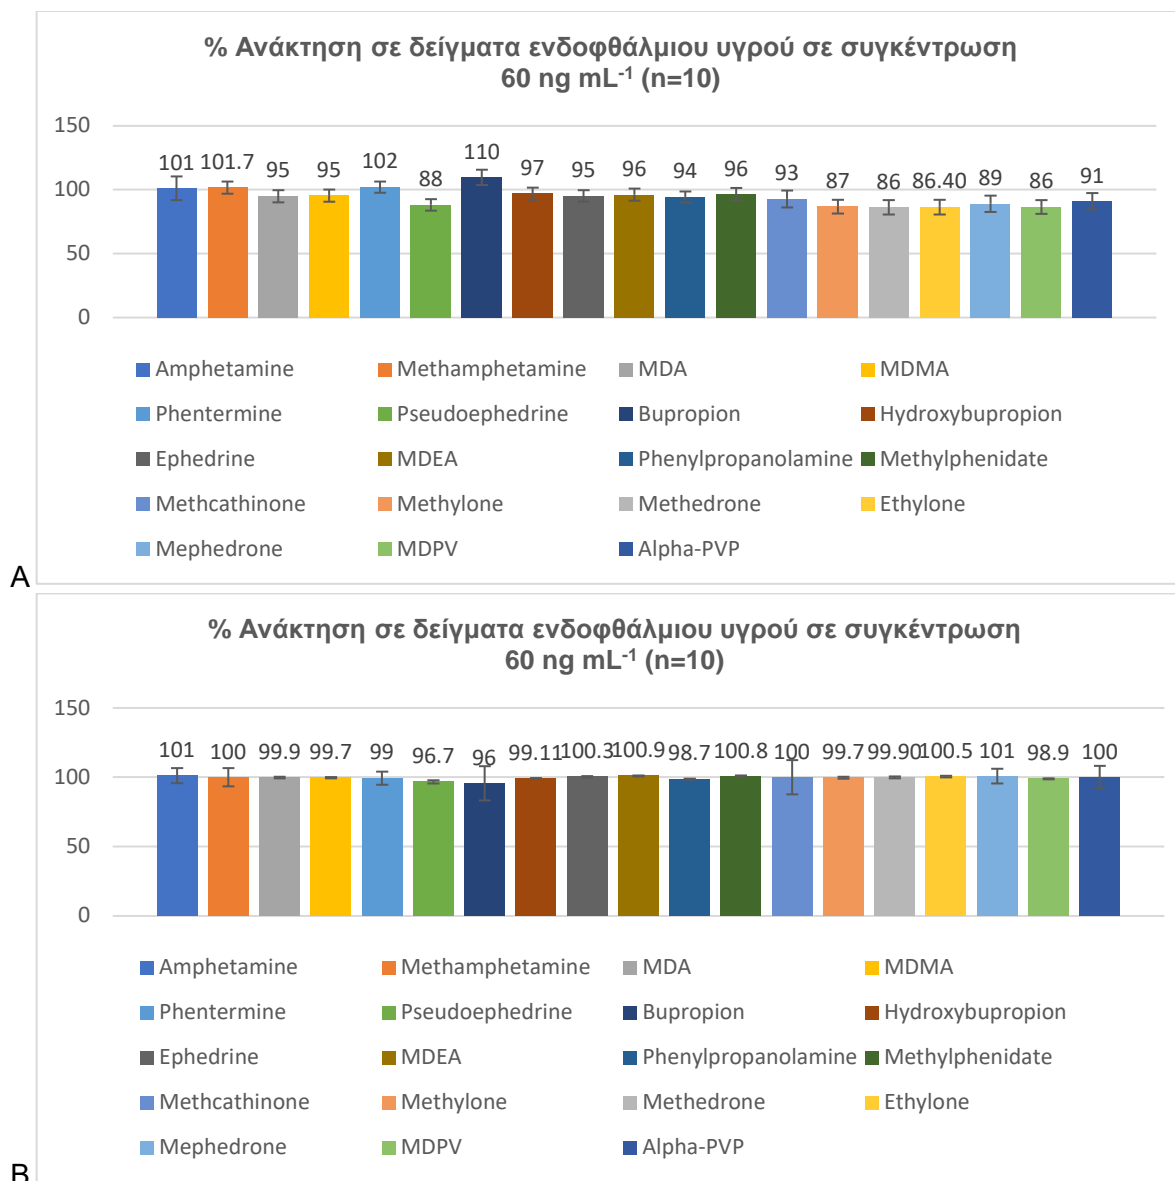 % Ανάκτηση σε δείγματα ενδοφθάλμιου υγρού σε συγκέντρωση
60 ng mL⁻¹ (n=10)
150
100
50
0
101 101.7 95 95 102 88 110 97 95 96 94 96 93 87 86 86.40 89 86 91
Amphetamine Methamphetamine MDA MDMA
Phentermine Pseudoephedrine Bupropion Hydroxybupropion
Ephedrine MDEA Phenylpropanolamine Methylphenidate
Methcathinone Methylone Methedrone Ethylone
Mephedrone MDPV Alpha-PVP
A
% Ανάκτηση σε δείγματα ενδοφθάλμιου υγρού σε συγκέντρωση
60 ng mL⁻¹ (n=10)
150
100
50
0
101 100 99.9 99.7 99 96.7 96 99.11 100.3 100.9 98.7 100.8 100 99.7 99.90 100.5 101 98.9 100
Amphetamine Methamphetamine MDA MDMA
Phentermine Pseudoephedrine Bupropion Hydroxybupropion
Ephedrine MDEA Phenylpropanolamine Methylphenidate
Methcathinone Methylone Methedrone Ethylone
Mephedrone MDPV Alpha-PVP
B